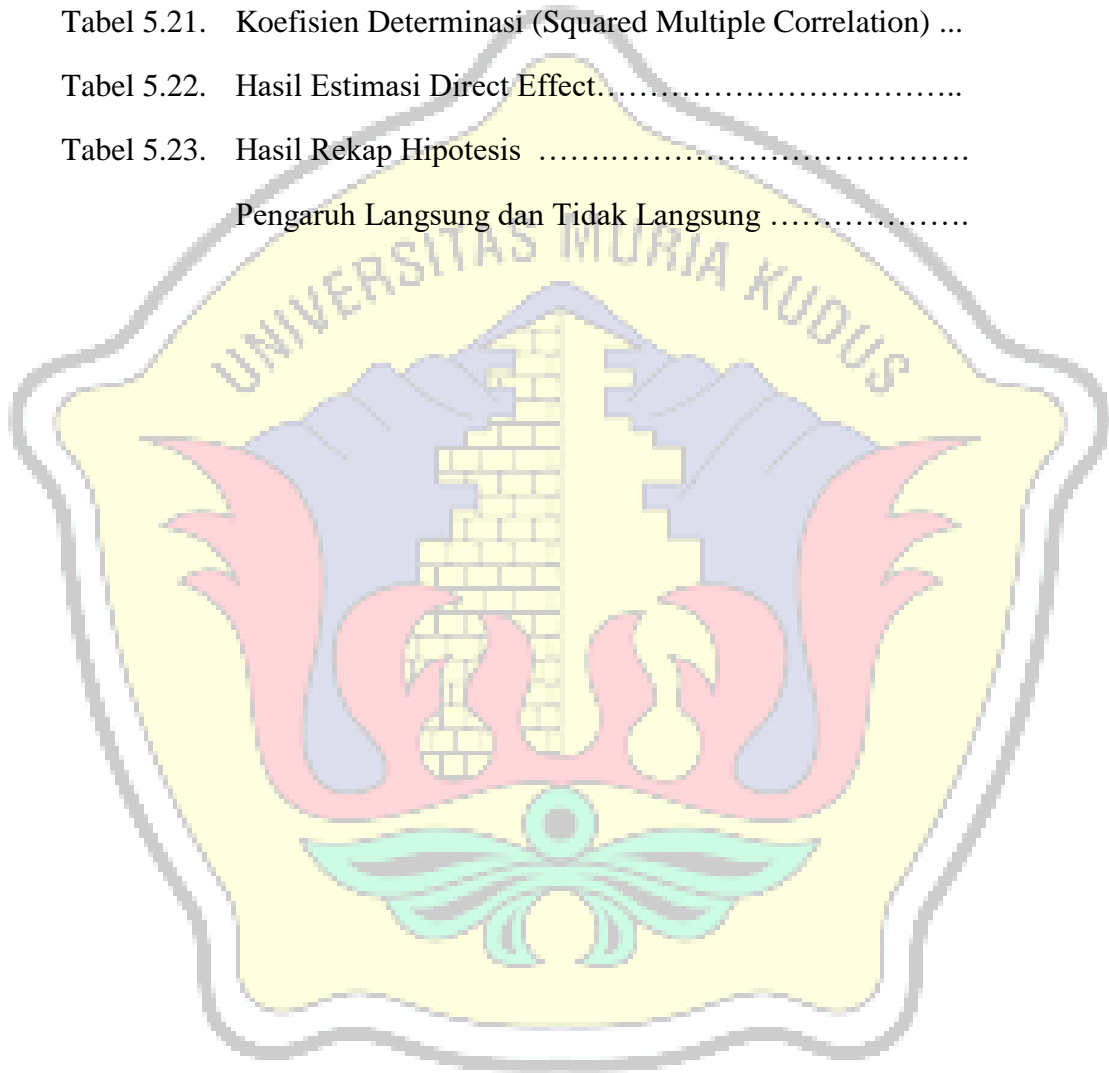 Tabel 5.21. Koefisien Determinasi (Squared Multiple Correlation) ...
Tabel 5.22. Hasil Estimasi Direct Effect……………………………..
Tabel 5.23. Hasil Rekap Hipotesis …….…………………………….
Pengaruh Langsung dan Tidak Langsung ……………….
UNIVERSITAS MURIA KUDUS